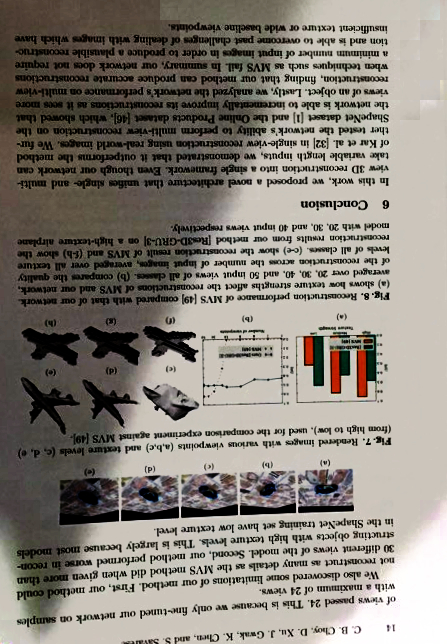 14 C. B. Choy, D. Xu, J. Gwak, K. Chen, and S. Savarese
of views passed 24. This is because we only fine-tuned our network on samples
with a maximum of 24 views.
We also discovered some limitations of our method. First, our method could
not reconstruct as many details as the MVS method did when given more than
30 different views of the model. Second, our method performed worse in recon-
structing objects with high texture levels. This is largely because most models
in the ShapeNet training set have low texture level.
(a) (b) (c) (d) (e)
Fig. 7. Rendered images with various viewpoints (a,b,c) and texture levels (c, d, e)
(from high to low), used for the comparison experiment against MVS [49].
(a) (b) (c) (d) (e)
(f) (g) (h)
Fig. 8. Reconstruction performance of MVS [49] compared with that of our network.
(a) shows how texture strengths affect the reconstructions of MVS and our network,
averaged over 20, 30, 40, and 50 input views of all classes. (b) compares the quality
of the reconstruction across the number of input images, averaged over all texture
levels of all classes. (c-e) show the reconstruction result of MVS and (f-h) show the
reconstruction results from our method [Res3D-GRU-3] on a high-texture airplane
model with 20, 30, and 40 input views respectively.
6 Conclusion
In this work, we proposed a novel architecture that unifies single- and multi-
view 3D reconstruction into a single framework. Even though our network can
take variable length inputs, we demonstrated that it outperforms the method
of Kar et al. [32] in single-view reconstruction using real-world images. We fur-
ther tested the network's ability to perform multi-view reconstruction on the
ShapeNet dataset [1] and the Online Products dataset [46], which showed that
the network is able to incrementally improve its reconstructions as it sees more
views of an object. Lastly, we analyzed the network's performance on multi-view
reconstruction, finding that our method can produce accurate reconstructions
when techniques such as MVS fail. In summary, our network does not require
a minimum number of input images in order to produce a plausible reconstruc-
tion and is able to overcome past challenges of dealing with images which have
insufficient texture or wide baseline viewpoints.